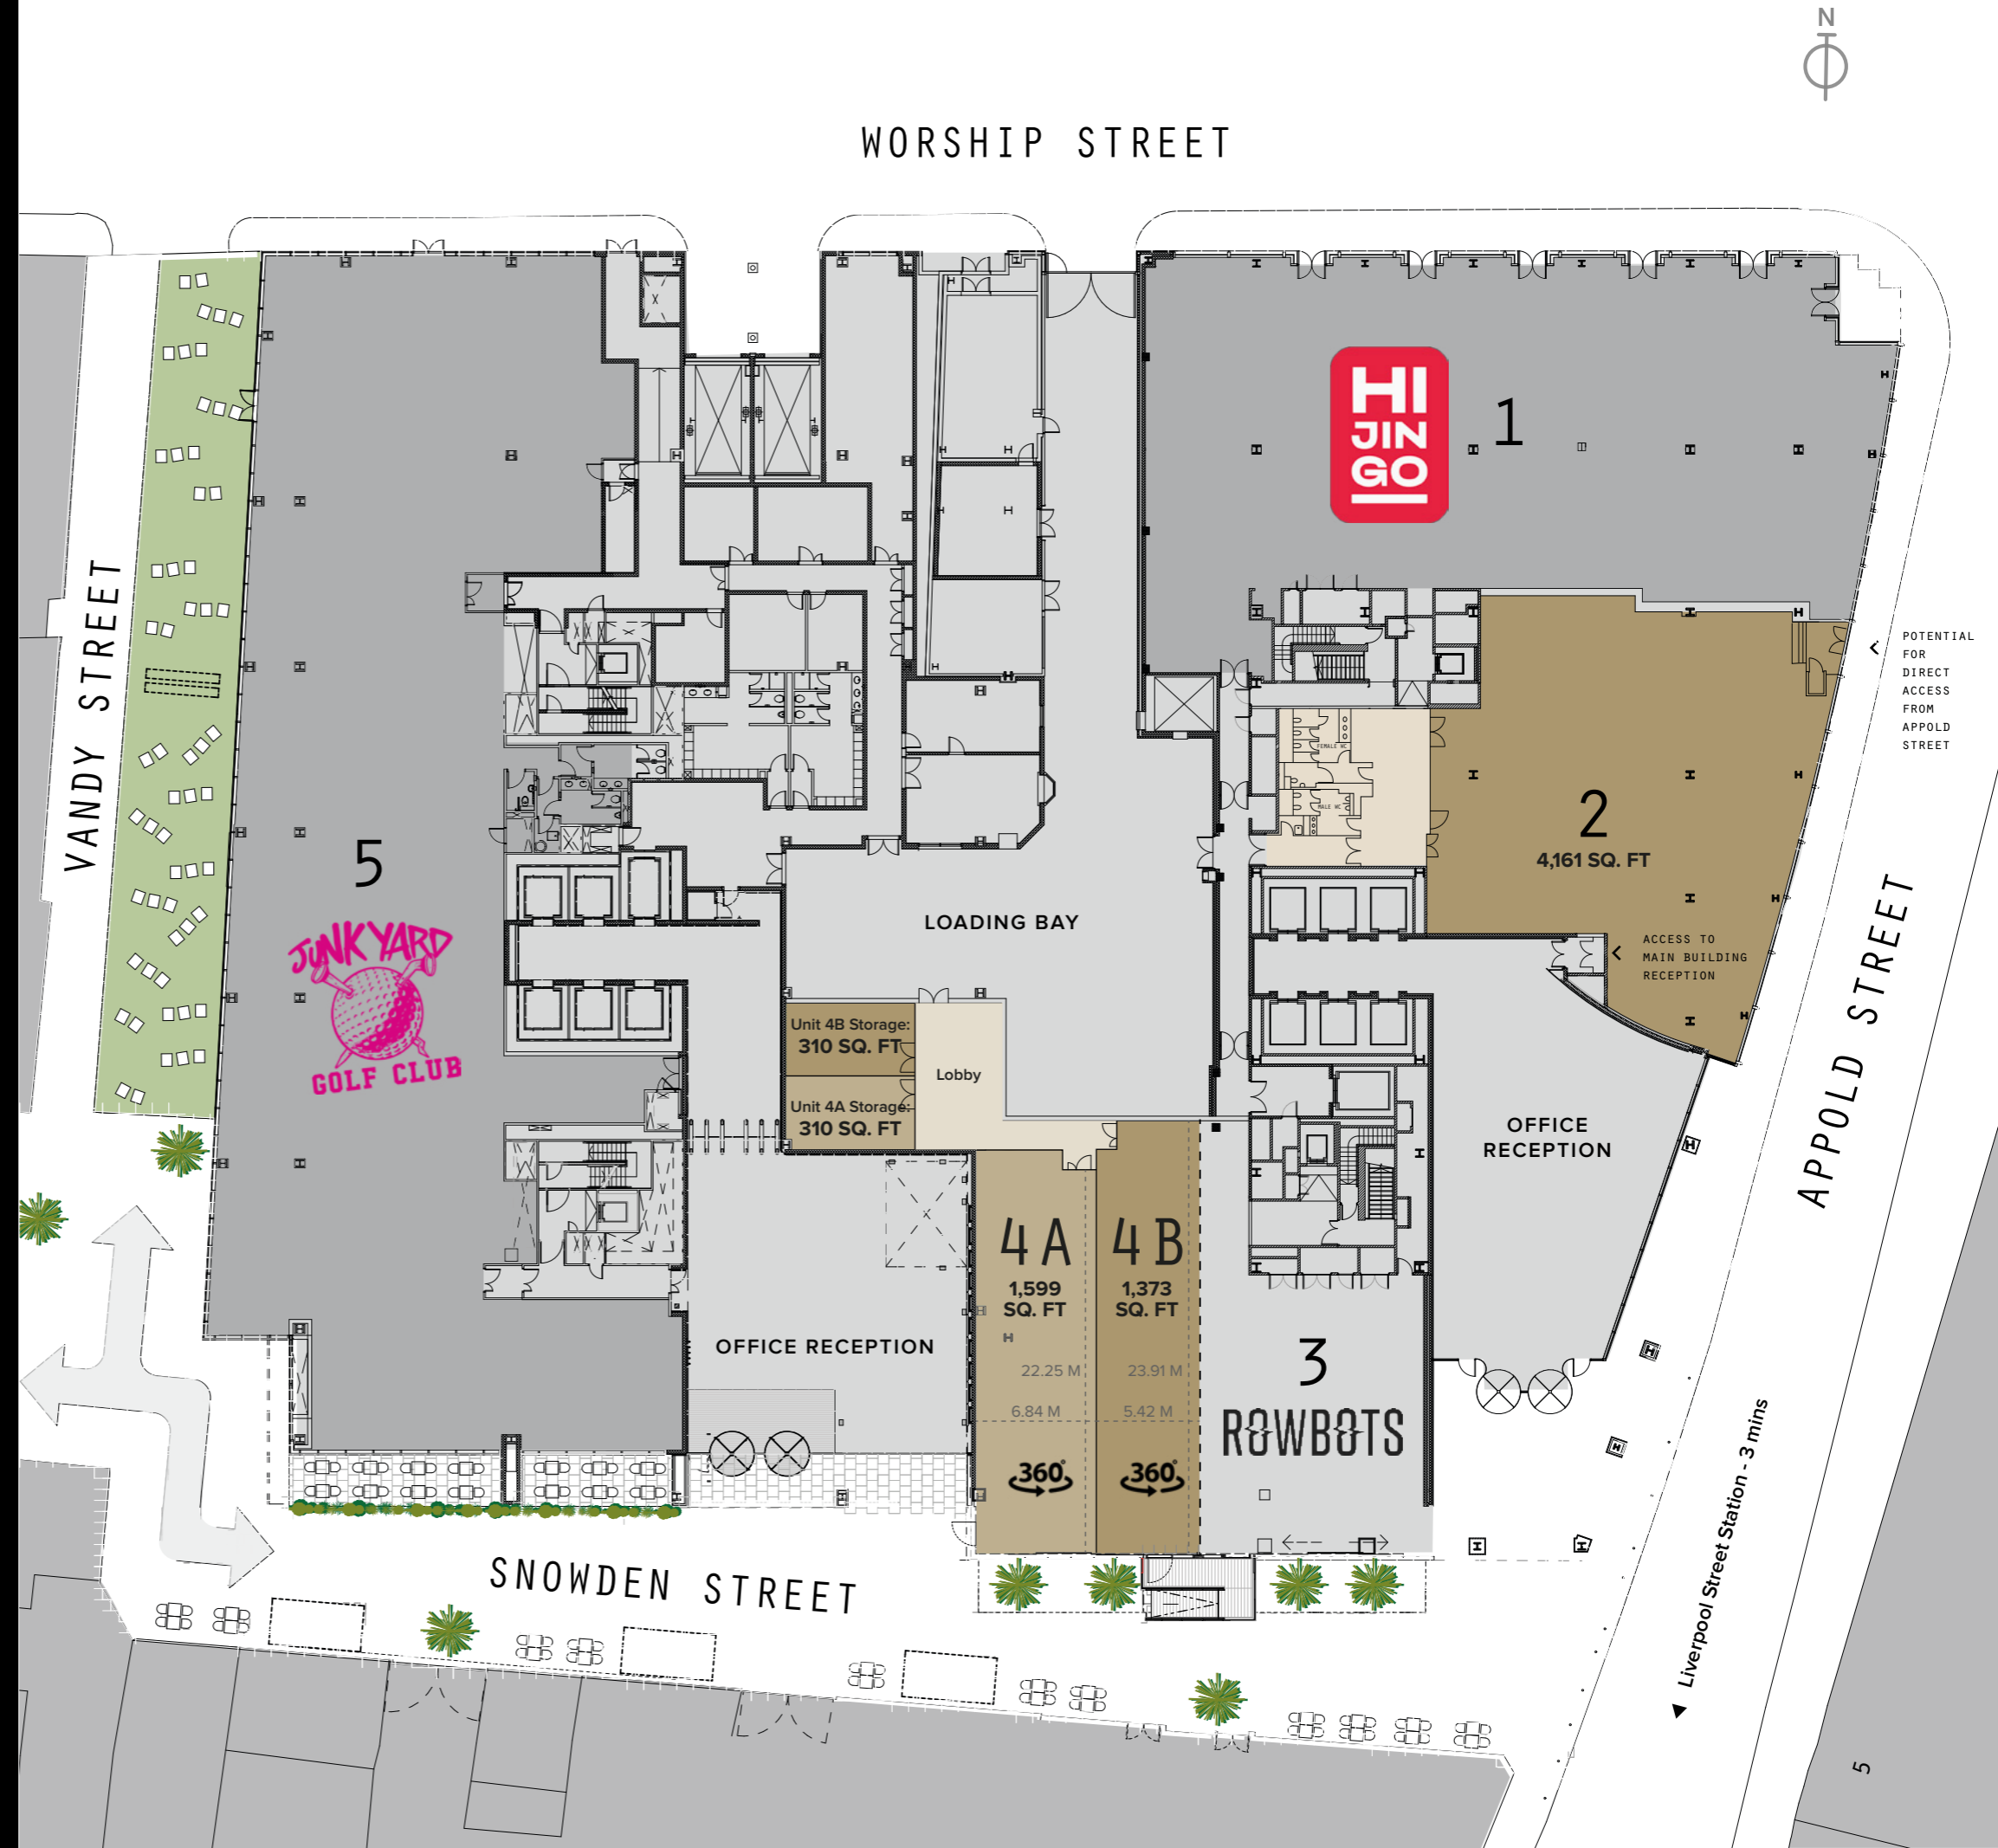 N
WORSHIP STREET
HI
JIN
GO
1
POTENTIAL
FOR
DIRECT
ACCESS
FROM
APPOLD
STREET
VANDY STREET
FEMALE WC
MALE WC
2
4,161 SQ. FT
5
JUNKYARD
GOLF CLUB
LOADING BAY
ACCESS TO
MAIN BUILDING
RECEPTION
APPOLD STREET
Unit 4B Storage:
310 SQ. FT
Lobby
Unit 4A Storage:
310 SQ. FT
OFFICE
RECEPTION
4A
1,599
SQ. FT
22.25 M
6.84 M
360°
4B
1,373
SQ. FT
23.91 M
5.42 M
360°
OFFICE RECEPTION
3
ROWBOTS
SNOWDEN STREET
Liverpool Street Station - 3 mins
5